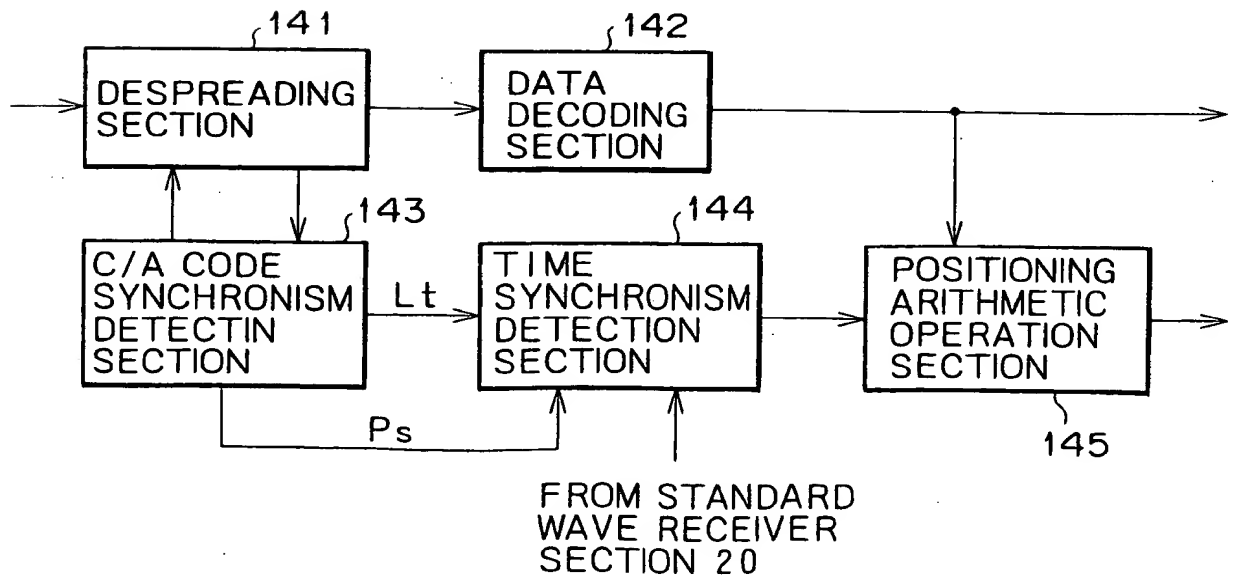 141
DESPREADING
SECTION
142
DATA
DECODING
SECTION
143
C/A CODE
SYNCHRONISM
DETECTIN
SECTION
Lt
144
TIME
SYNCHRONISM
DETECTION
SECTION
POSITIONING
ARITHMETIC
OPERATION
SECTION
145
Ps
FROM STANDARD
WAVE RECEIVER
SECTION 20